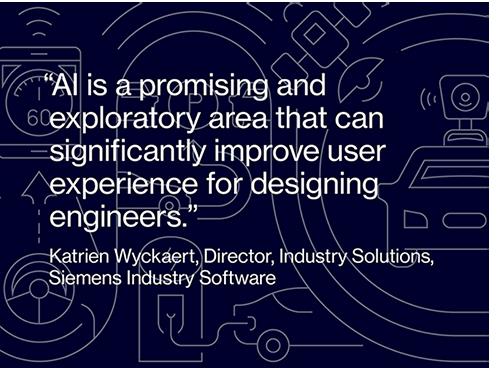 “AI is a promising and
exploratory area that can
significantly improve user
experience for designing
engineers.”
Katrien Wyckaert, Director, Industry Solutions,
Siemens Industry Software
60